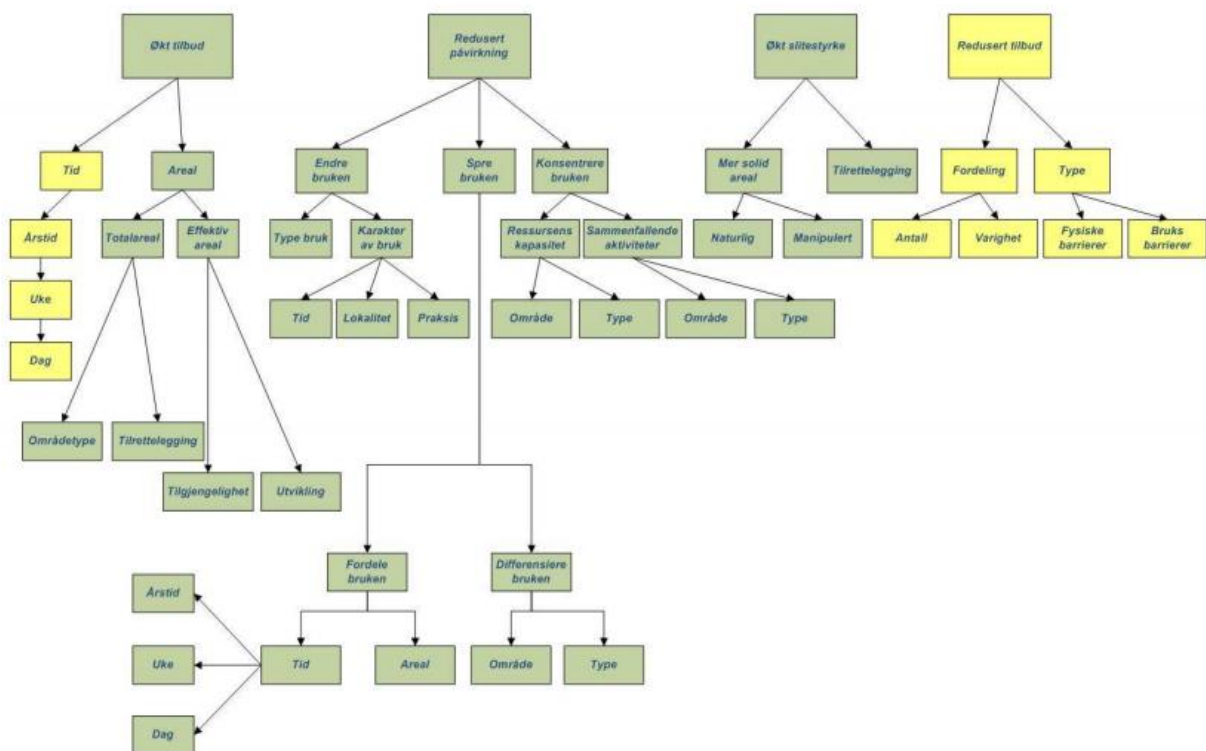 Økt tilbud
Redusert
påvirkning
Økt slitestyrke
Redusert tilbud
Tid
Areal
Endre
bruken
Spre
bruken
Konsentrere
bruken
Mer solid
areal
Tilrettelegging
Fordeling
Type
Årstid
Totalareal
Effektiv
areal
Type bruk
Karakter
av bruk
Ressursens
kapasitet
Sammenfallende
aktiviteter
Naturlig
Manipulert
Antall
Varighet
Fysiske
barrierer
Bruks
barrierer
Uke
Tid
Lokalitet
Praksis
Område
Type
Område
Type
Dag
Områdetype
Tilrettelegging
Tilgjengelighet
Utvikling
Fordele
bruken
Differensiere
bruken
Årstid
Uke
Tid
Areal
Område
Type
Dag